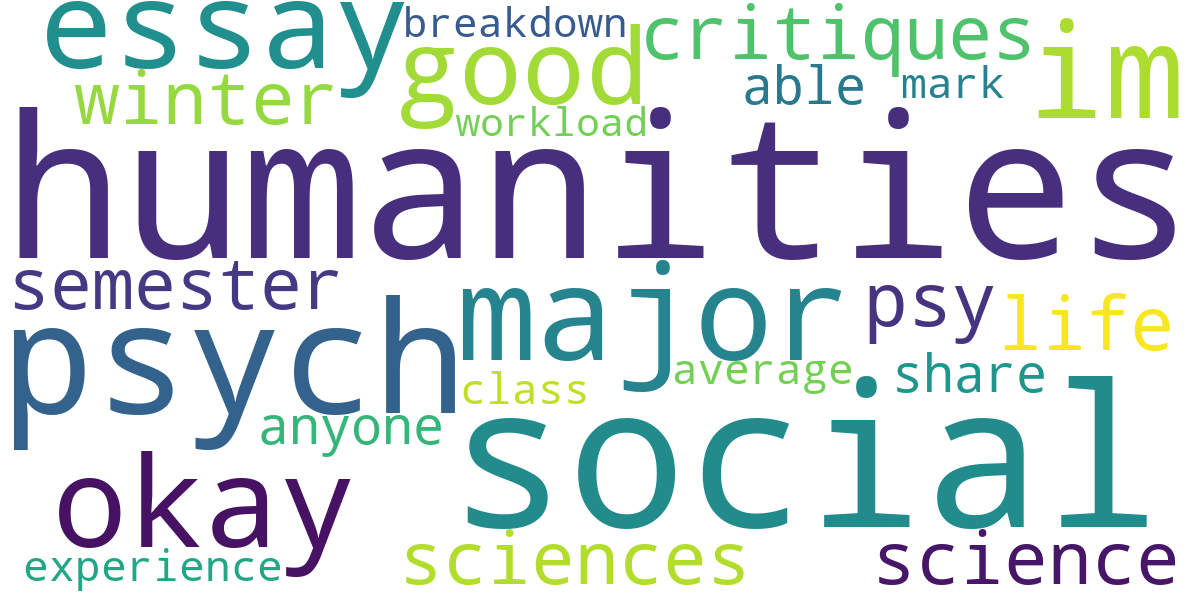 essay breakdown good critiques im
winter workload able mark
humanities
semester major psy life
psych class average share
anyone social
okay
experience sciences science